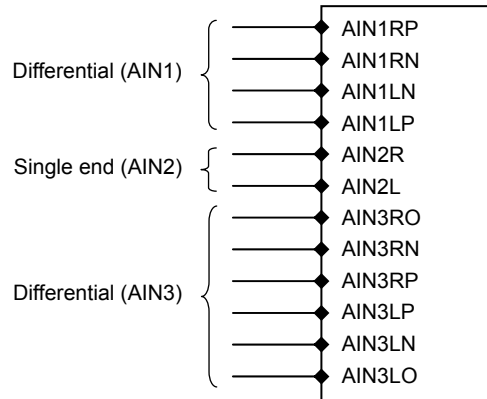 Differential (AIN1)
AIN1RP
AIN1RN
AIN1LN
AIN1LP
Single end (AIN2)
AIN2R
AIN2L
Differential (AIN3)
AIN3RO
AIN3RN
AIN3RP
AIN3LP
AIN3LN
AIN3LO